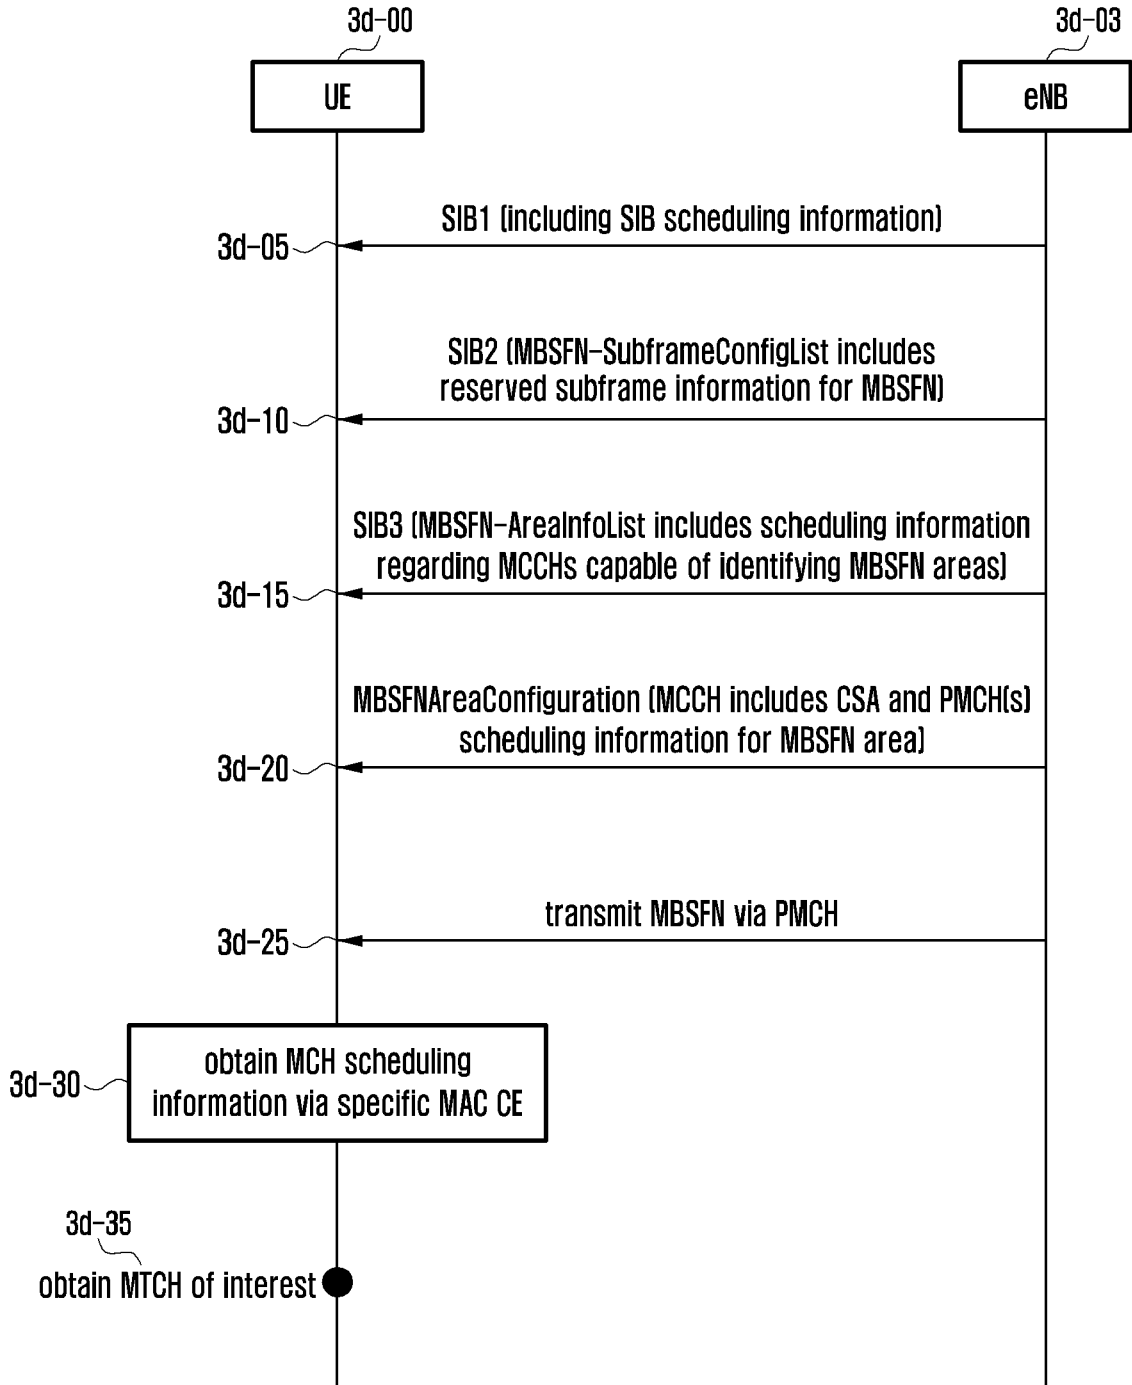 3d-00
3d-03
UE
eNB
SIB1 (including SIB scheduling information)
3d-05
SIB2 (MBSFN-SubframeConfigList includes
reserved subframe information for MBSFN)
3d-10
SIB3 (MBSFN-AreaInfoList includes scheduling information
regarding MCCHs capable of identifying MBSFN areas)
3d-15
MBSFNAreaConfiguration (MCCH includes CSA and PMCH(s)
scheduling information for MBSFN area)
3d-20
transmit MBSFN via PMCH
3d-25
obtain MCH scheduling
information via specific MAC CE
3d-30
3d-35
obtain MTCH of interest